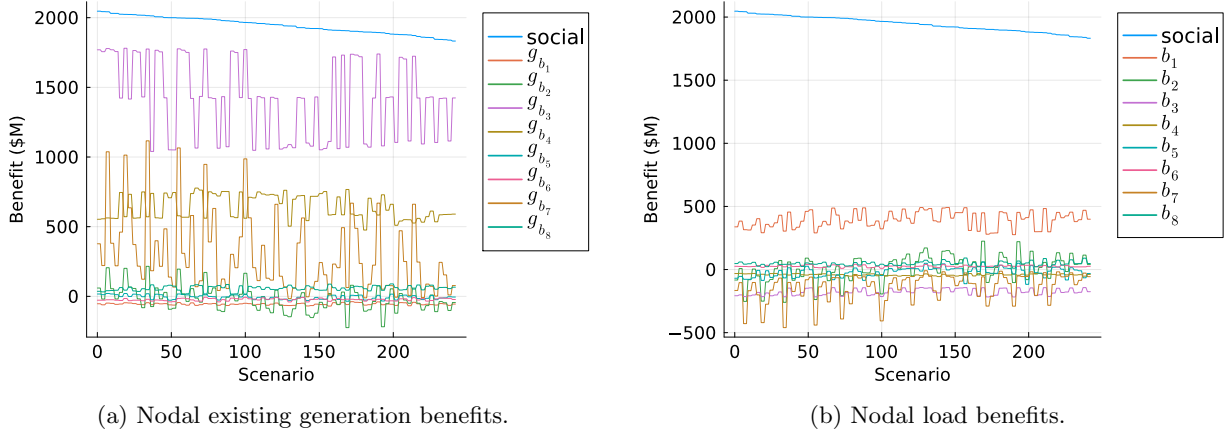 2000
1500
1000
500
0
Benefit ($M)
0
50
100
150
200
Scenario
social
g_{b_1}
g_{b_2}
g_{b_3}
g_{b_4}
g_{b_5}
g_{b_6}
g_{b_7}
g_{b_8}
(a) Nodal existing generation benefits.
2000
1500
1000
500
0
−500
Benefit ($M)
0
50
100
150
200
Scenario
social
b_1
b_2
b_3
b_4
b_5
b_6
b_7
b_8
(b) Nodal load benefits.